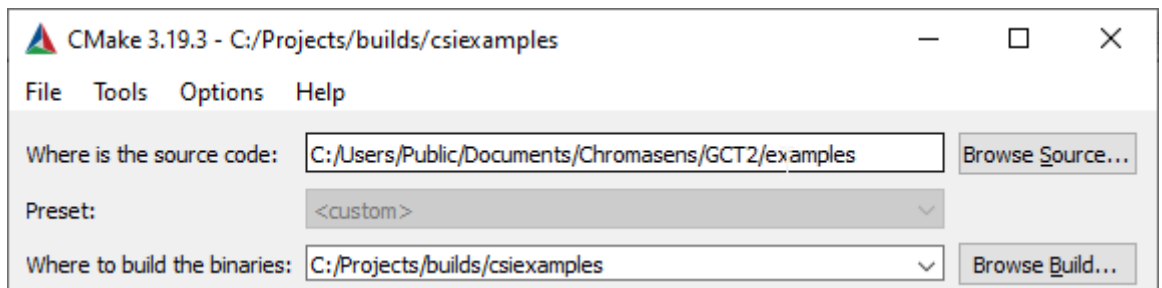 CMake 3.19.3 - C:/Projects/builds/csiexamples
File Tools Options Help
Where is the source code: C:/Users/Public/Documents/Chromasens/GCT2/examples Browse Source...
Preset: <custom>
Where to build the binaries: C:/Projects/builds/csiexamples Browse Build...